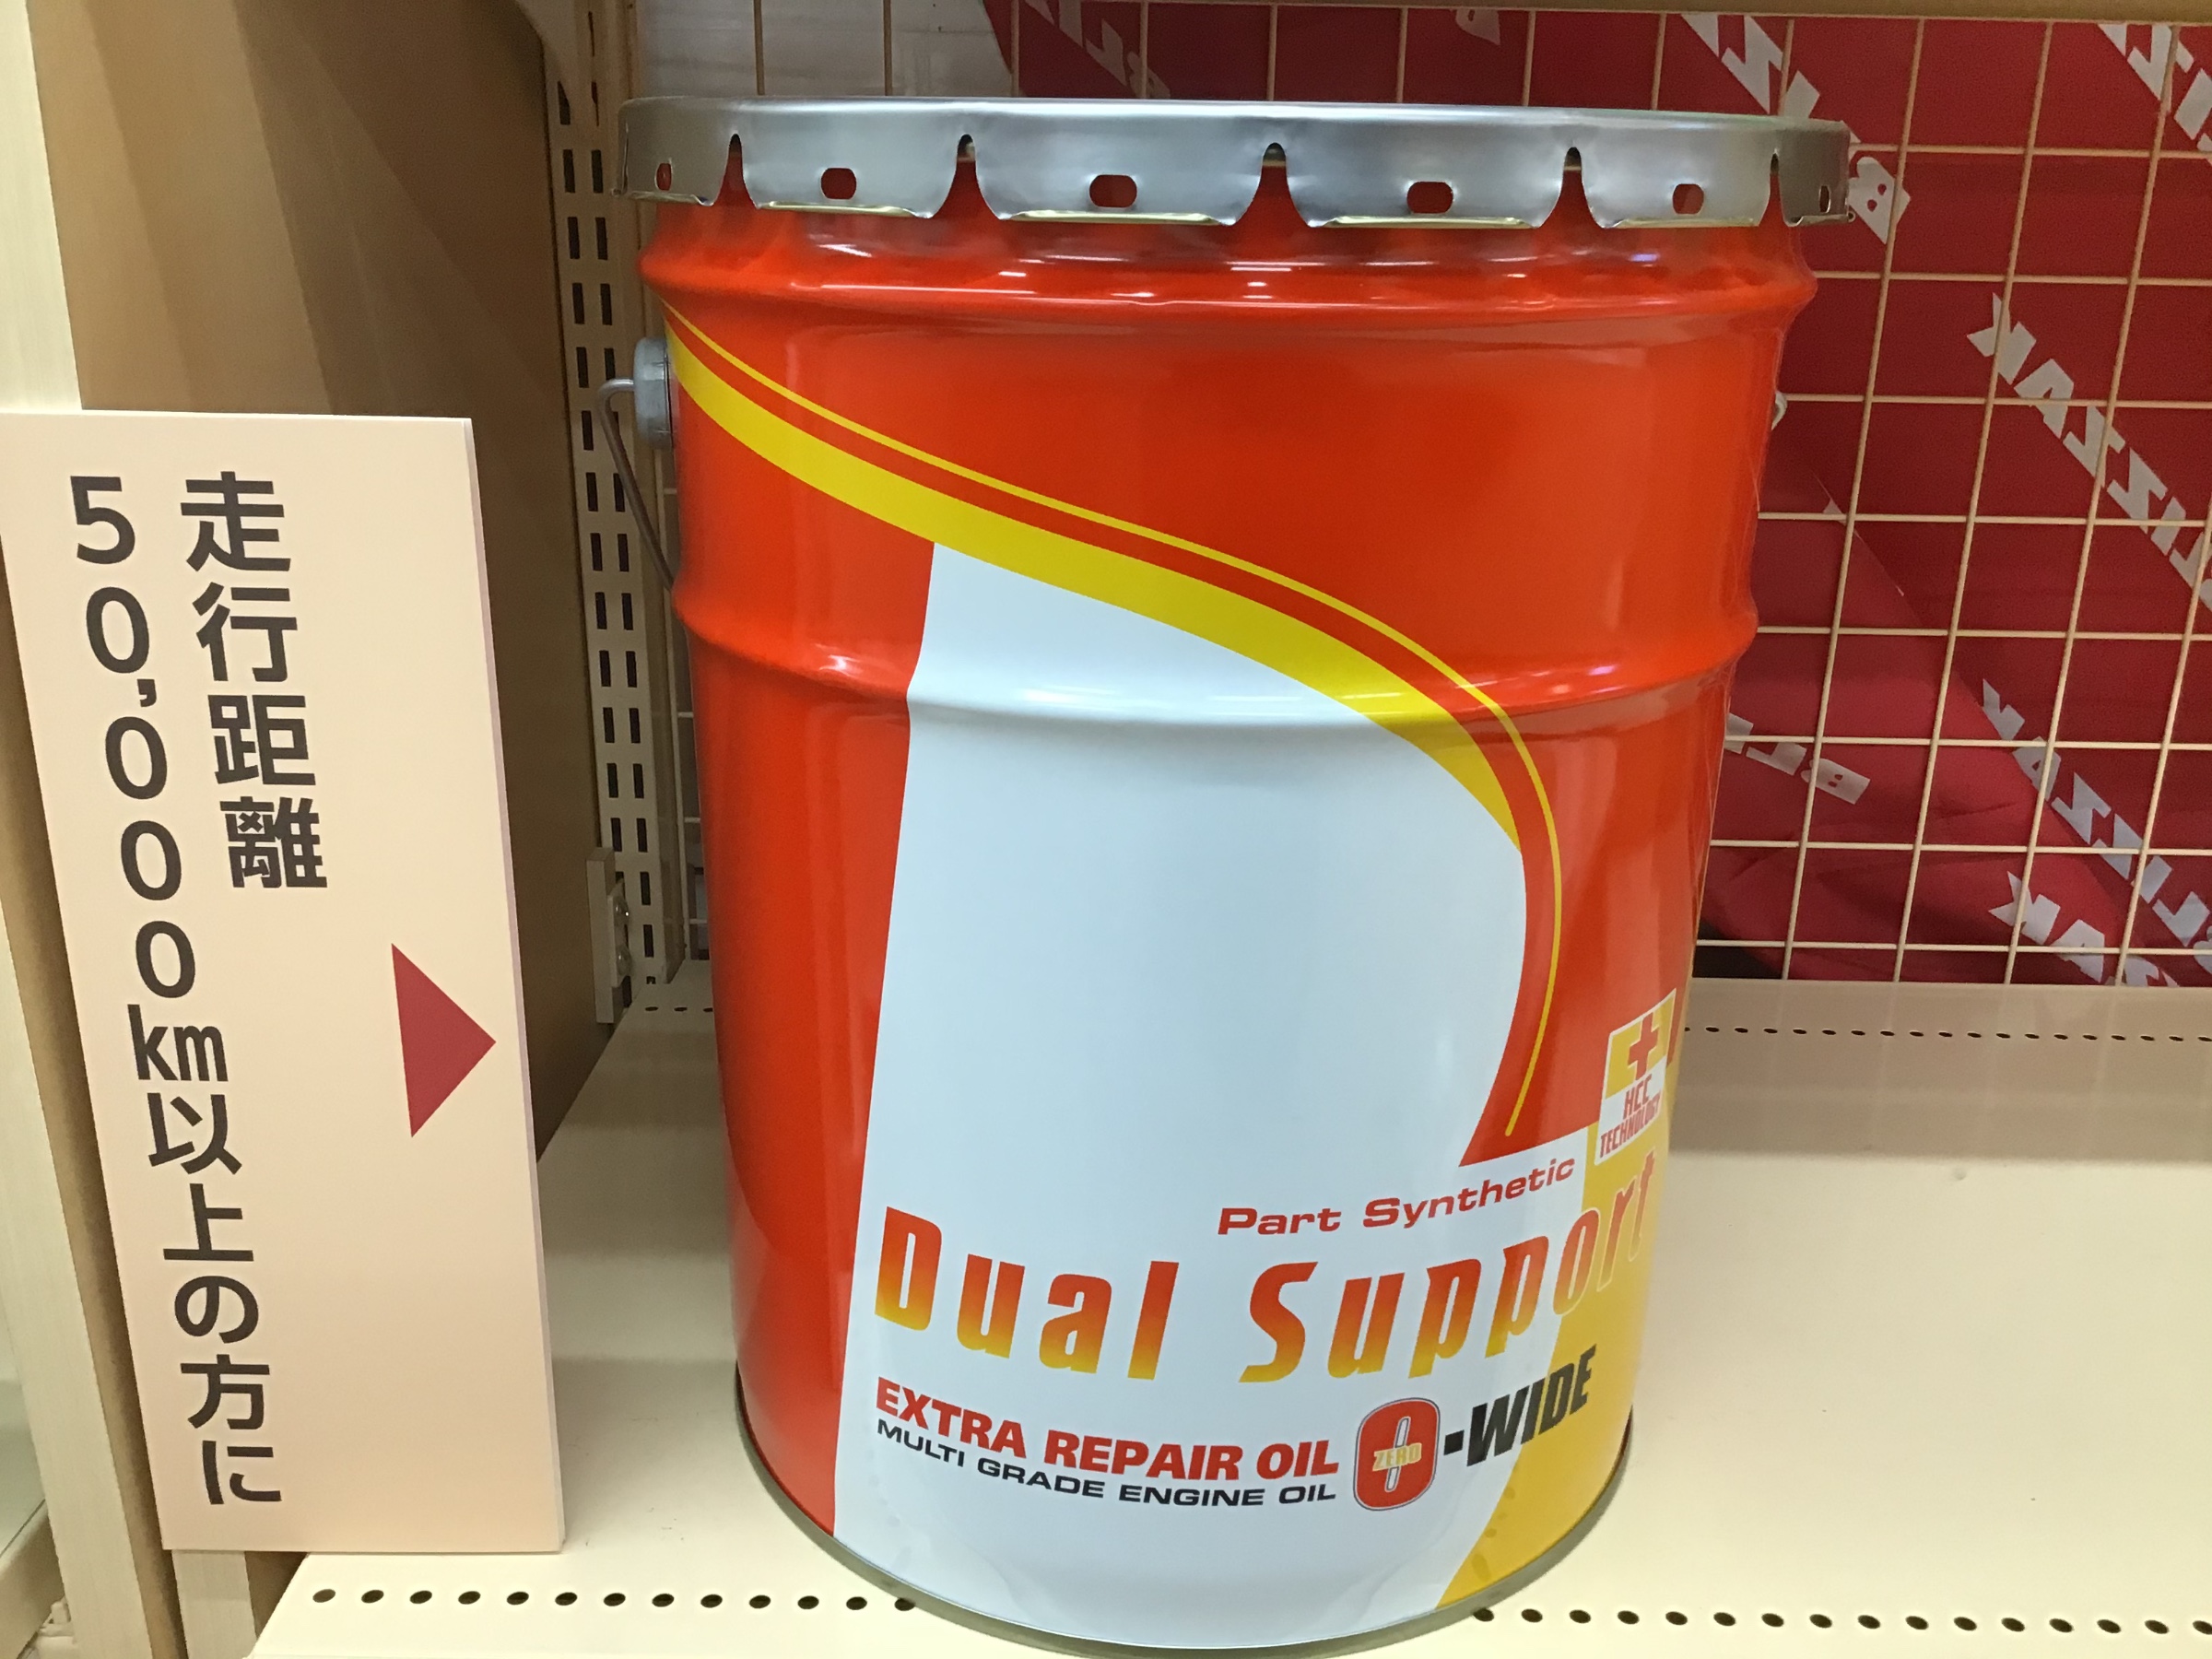 走行距離
50,000km以上の方に
HCC
TECHNOLOGY
Part Synthetic
Dual Support
EXTRA REPAIR OIL
MULTI GRADE ENGINE OIL
0-WIDE
ZERO